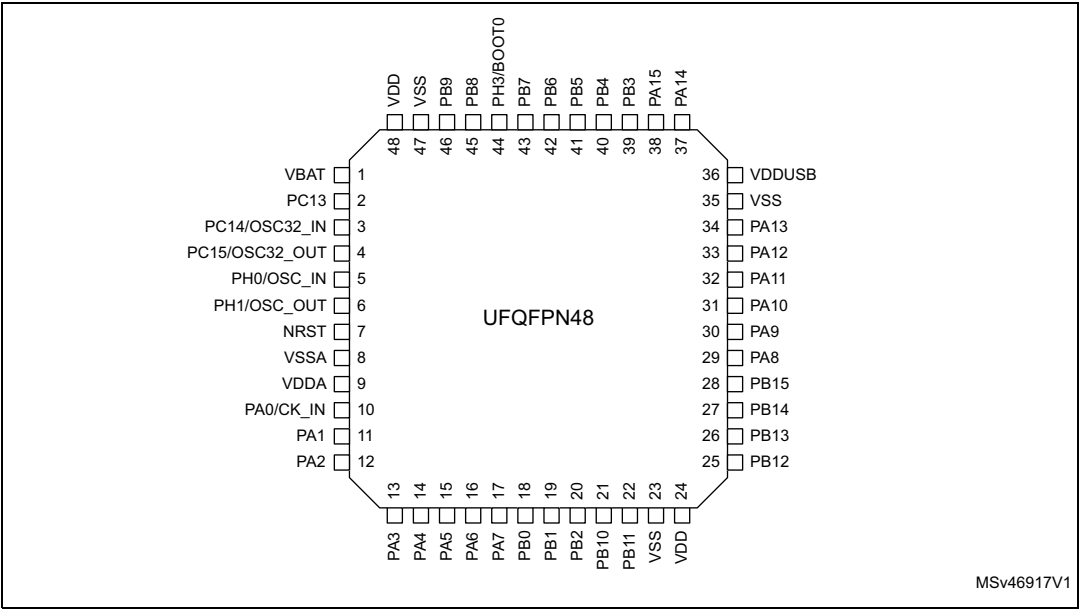 VDD
VSS
PB9
PB8
PH3/BOOT0
PB7
PB6
PB5
PB4
PB3
PA15
PA14
48
47
46
45
44
43
42
41
40
39
38
37
VBAT 1
PC13 2
PC14/OSC32_IN 3
PC15/OSC32_OUT 4
PH0/OSC_IN 5
PH1/OSC_OUT 6
NRST 7
VSSA 8
VDDA 9
PA0/CK_IN 10
PA1 11
PA2 12
UFQFPN48
36 VDDUSB
35 VSS
34 PA13
33 PA12
32 PA11
31 PA10
30 PA9
29 PA8
28 PB15
27 PB14
26 PB13
25 PB12
13
14
15
16
17
18
19
20
21
22
23
24
PA3
PA4
PA5
PA6
PA7
PB0
PB1
PB2
PB10
PB11
VSS
VDD
MSv46917V1